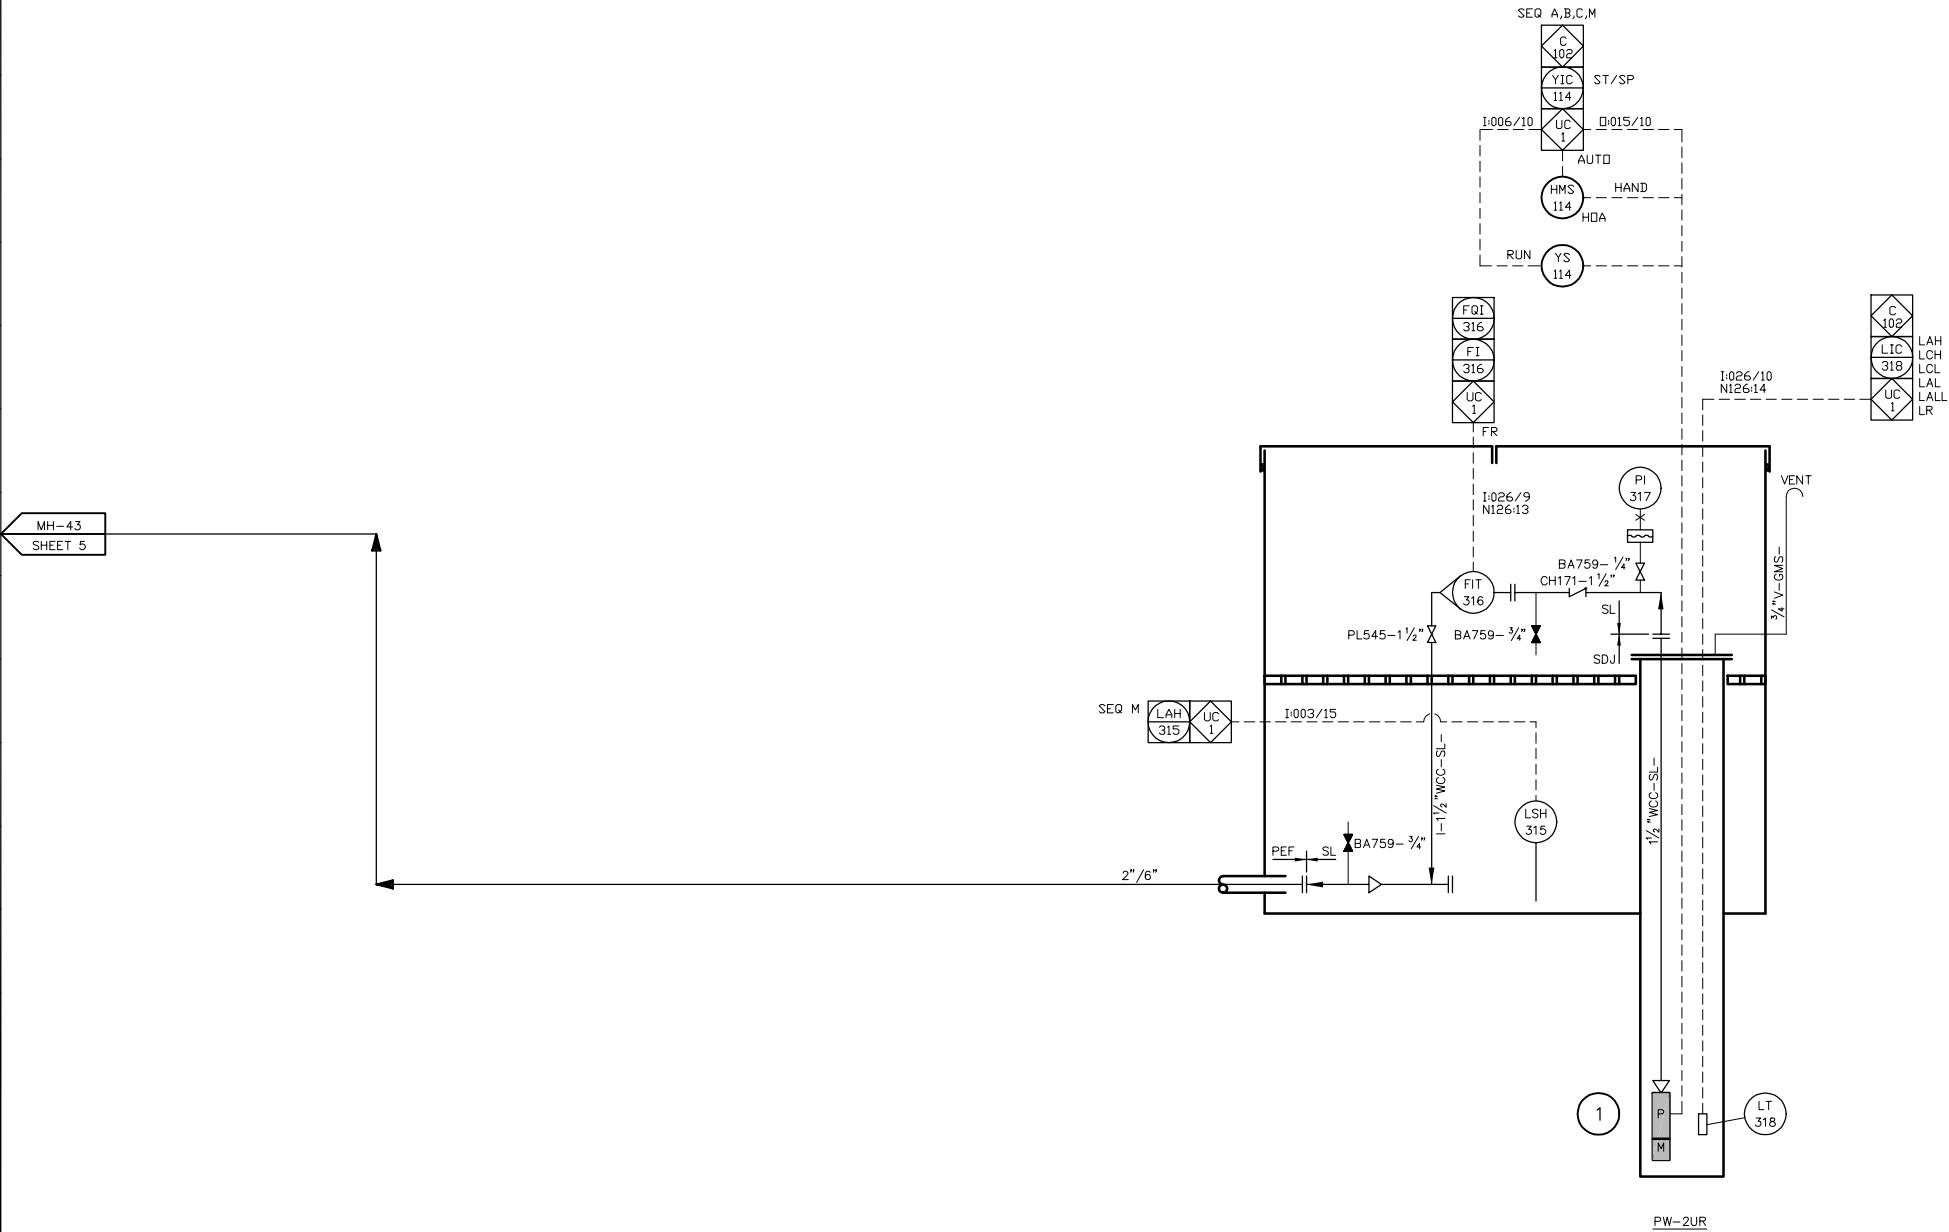 SEQ A,B,C,M
C
102
YIC
114
ST/SP
UC
1
I:006/10
O:015/10
AUTO
HMS
114
HAND
HOA
RUN
YS
114
FQI
316
FI
316
UC
1
FR
C
102
LIC
318
UC
1
LAH
LCH
LCL
LAL
LALL
LR
I:026/10
N126:14
I:026/9
N126:13
PI
317
VENT
3/4"V-GMS-
MH-43
SHEET 5
BA759-1/4"
CH171-1 1/2"
FIT
316
SL
SDJ
PL545-1 1/2"
BA759-3/4"
SEQ M
LAH
315
UC
1
I:003/15
1-1 1/2"WCC-SL-
1 1/2"WCC-SL-
LSH
315
PEF
SL
BA759-3/4"
2"/6"
1
P
M
LT
318
PW-2UR